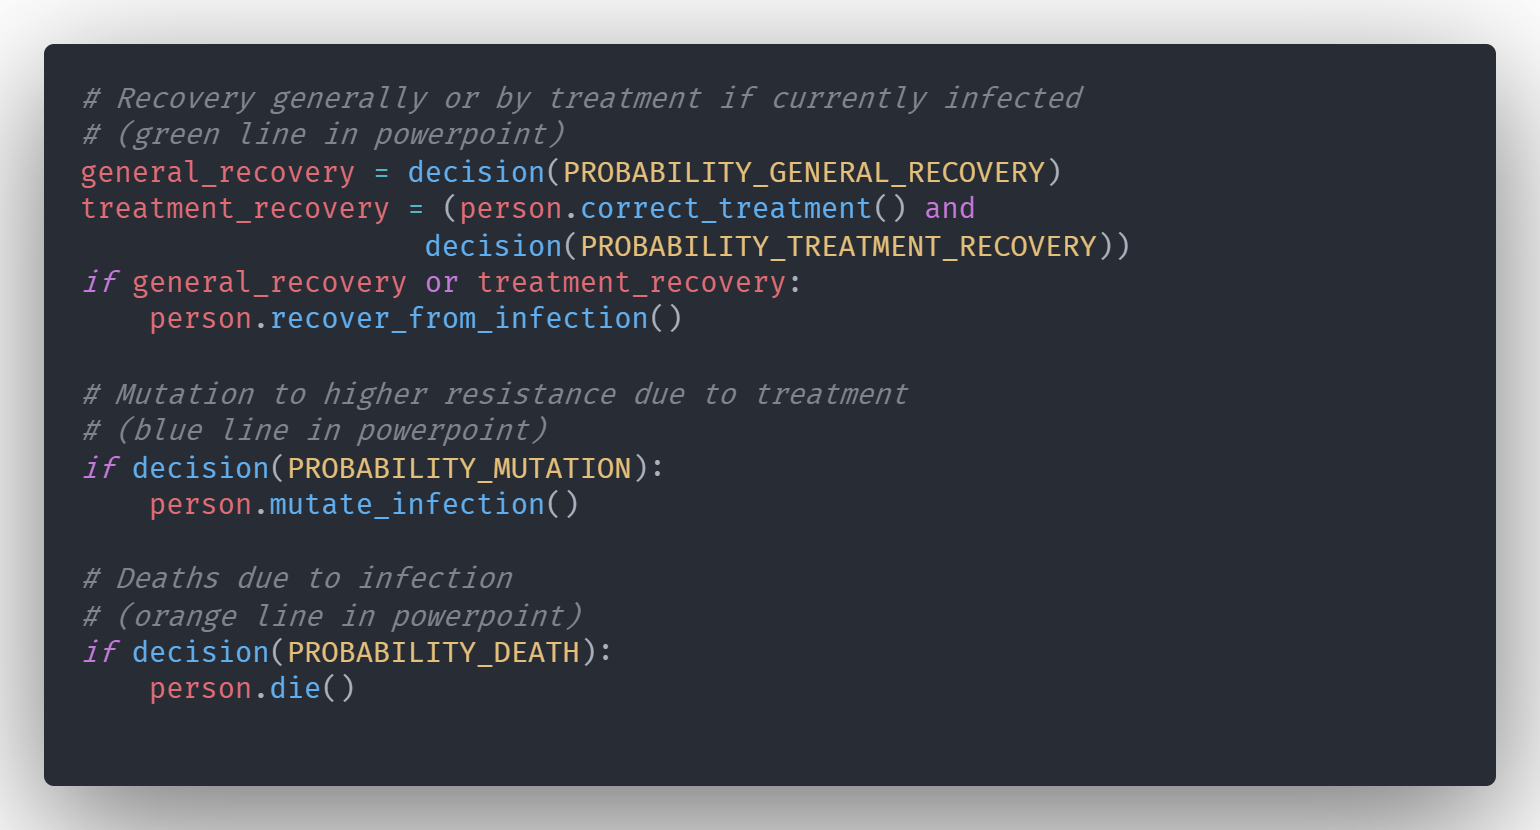 # Recovery generally or by treatment if currently infected
# (green line in powerpoint)
general_recovery = decision(PROBABILITY_GENERAL_RECOVERY)
treatment_recovery = (person.correct_treatment() and
                    decision(PROBABILITY_TREATMENT_RECOVERY))
if general_recovery or treatment_recovery:
    person.recover_from_infection()

# Mutation to higher resistance due to treatment
# (blue line in powerpoint)
if decision(PROBABILITY_MUTATION):
    person.mutate_infection()

# Deaths due to infection
# (orange line in powerpoint)
if decision(PROBABILITY_DEATH):
    person.die()